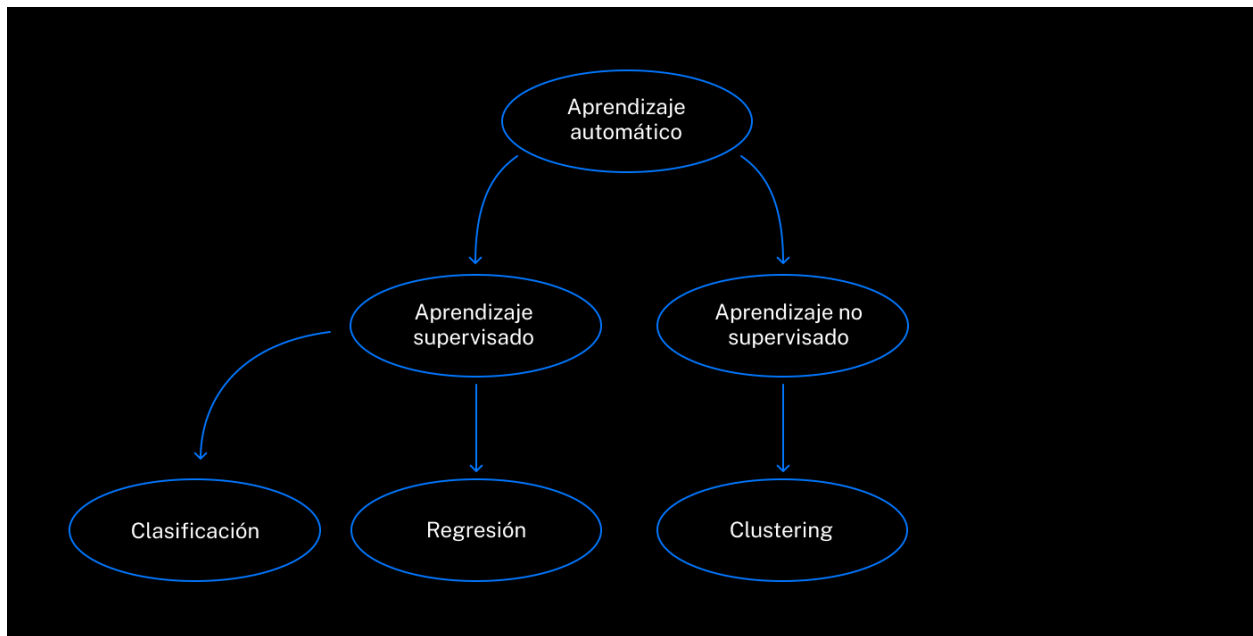 Aprendizaje
automático
Aprendizaje
supervisado
Aprendizaje no
supervisado
Clasificación
Regresión
Clustering